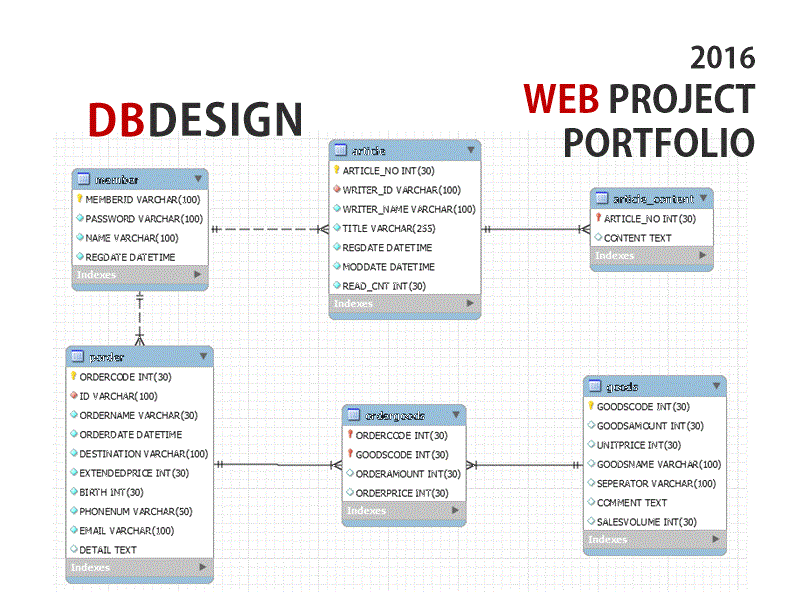 2016
WEB PROJECT
PORTFOLIO
DBDESIGN
member
MEMBERID VARCHAR(100)
PASSWORD VARCHAR(100)
NAME VARCHAR(100)
REGDATE DATETIME
Indexes
article
ARTICLE_NO INT(30)
WRITER_ID VARCHAR(100)
WRITER_NAME VARCHAR(100)
TITLE VARCHAR(255)
REGDATE DATETIME
MODDATE DATETIME
READ_CNT INT(30)
Indexes
article_content
ARTICLE_NO INT(30)
CONTENT TEXT
Indexes
porder
ORDERCODE INT(30)
ID VARCHAR(100)
ORDERNAME VARCHAR(30)
ORDERDATE DATETIME
DESTINATION VARCHAR(100)
EXTENDEDPRICE INT(30)
BIRTH INT(30)
PHONENUM VARCHAR(50)
EMAIL VARCHAR(100)
DETAIL TEXT
Indexes
ordergoods
ORDERCODE INT(30)
GOODSCODE INT(30)
ORDERAMOUNT INT(30)
ORDERPRICE INT(30)
Indexes
goods
GOODSCODE INT(30)
GOODSAMOUNT INT(30)
UNITPRICE INT(30)
GOODSNAME VARCHAR(100)
SEPERATOR VARCHAR(100)
COMMENT TEXT
SALESVOLUME INT(30)
Indexes